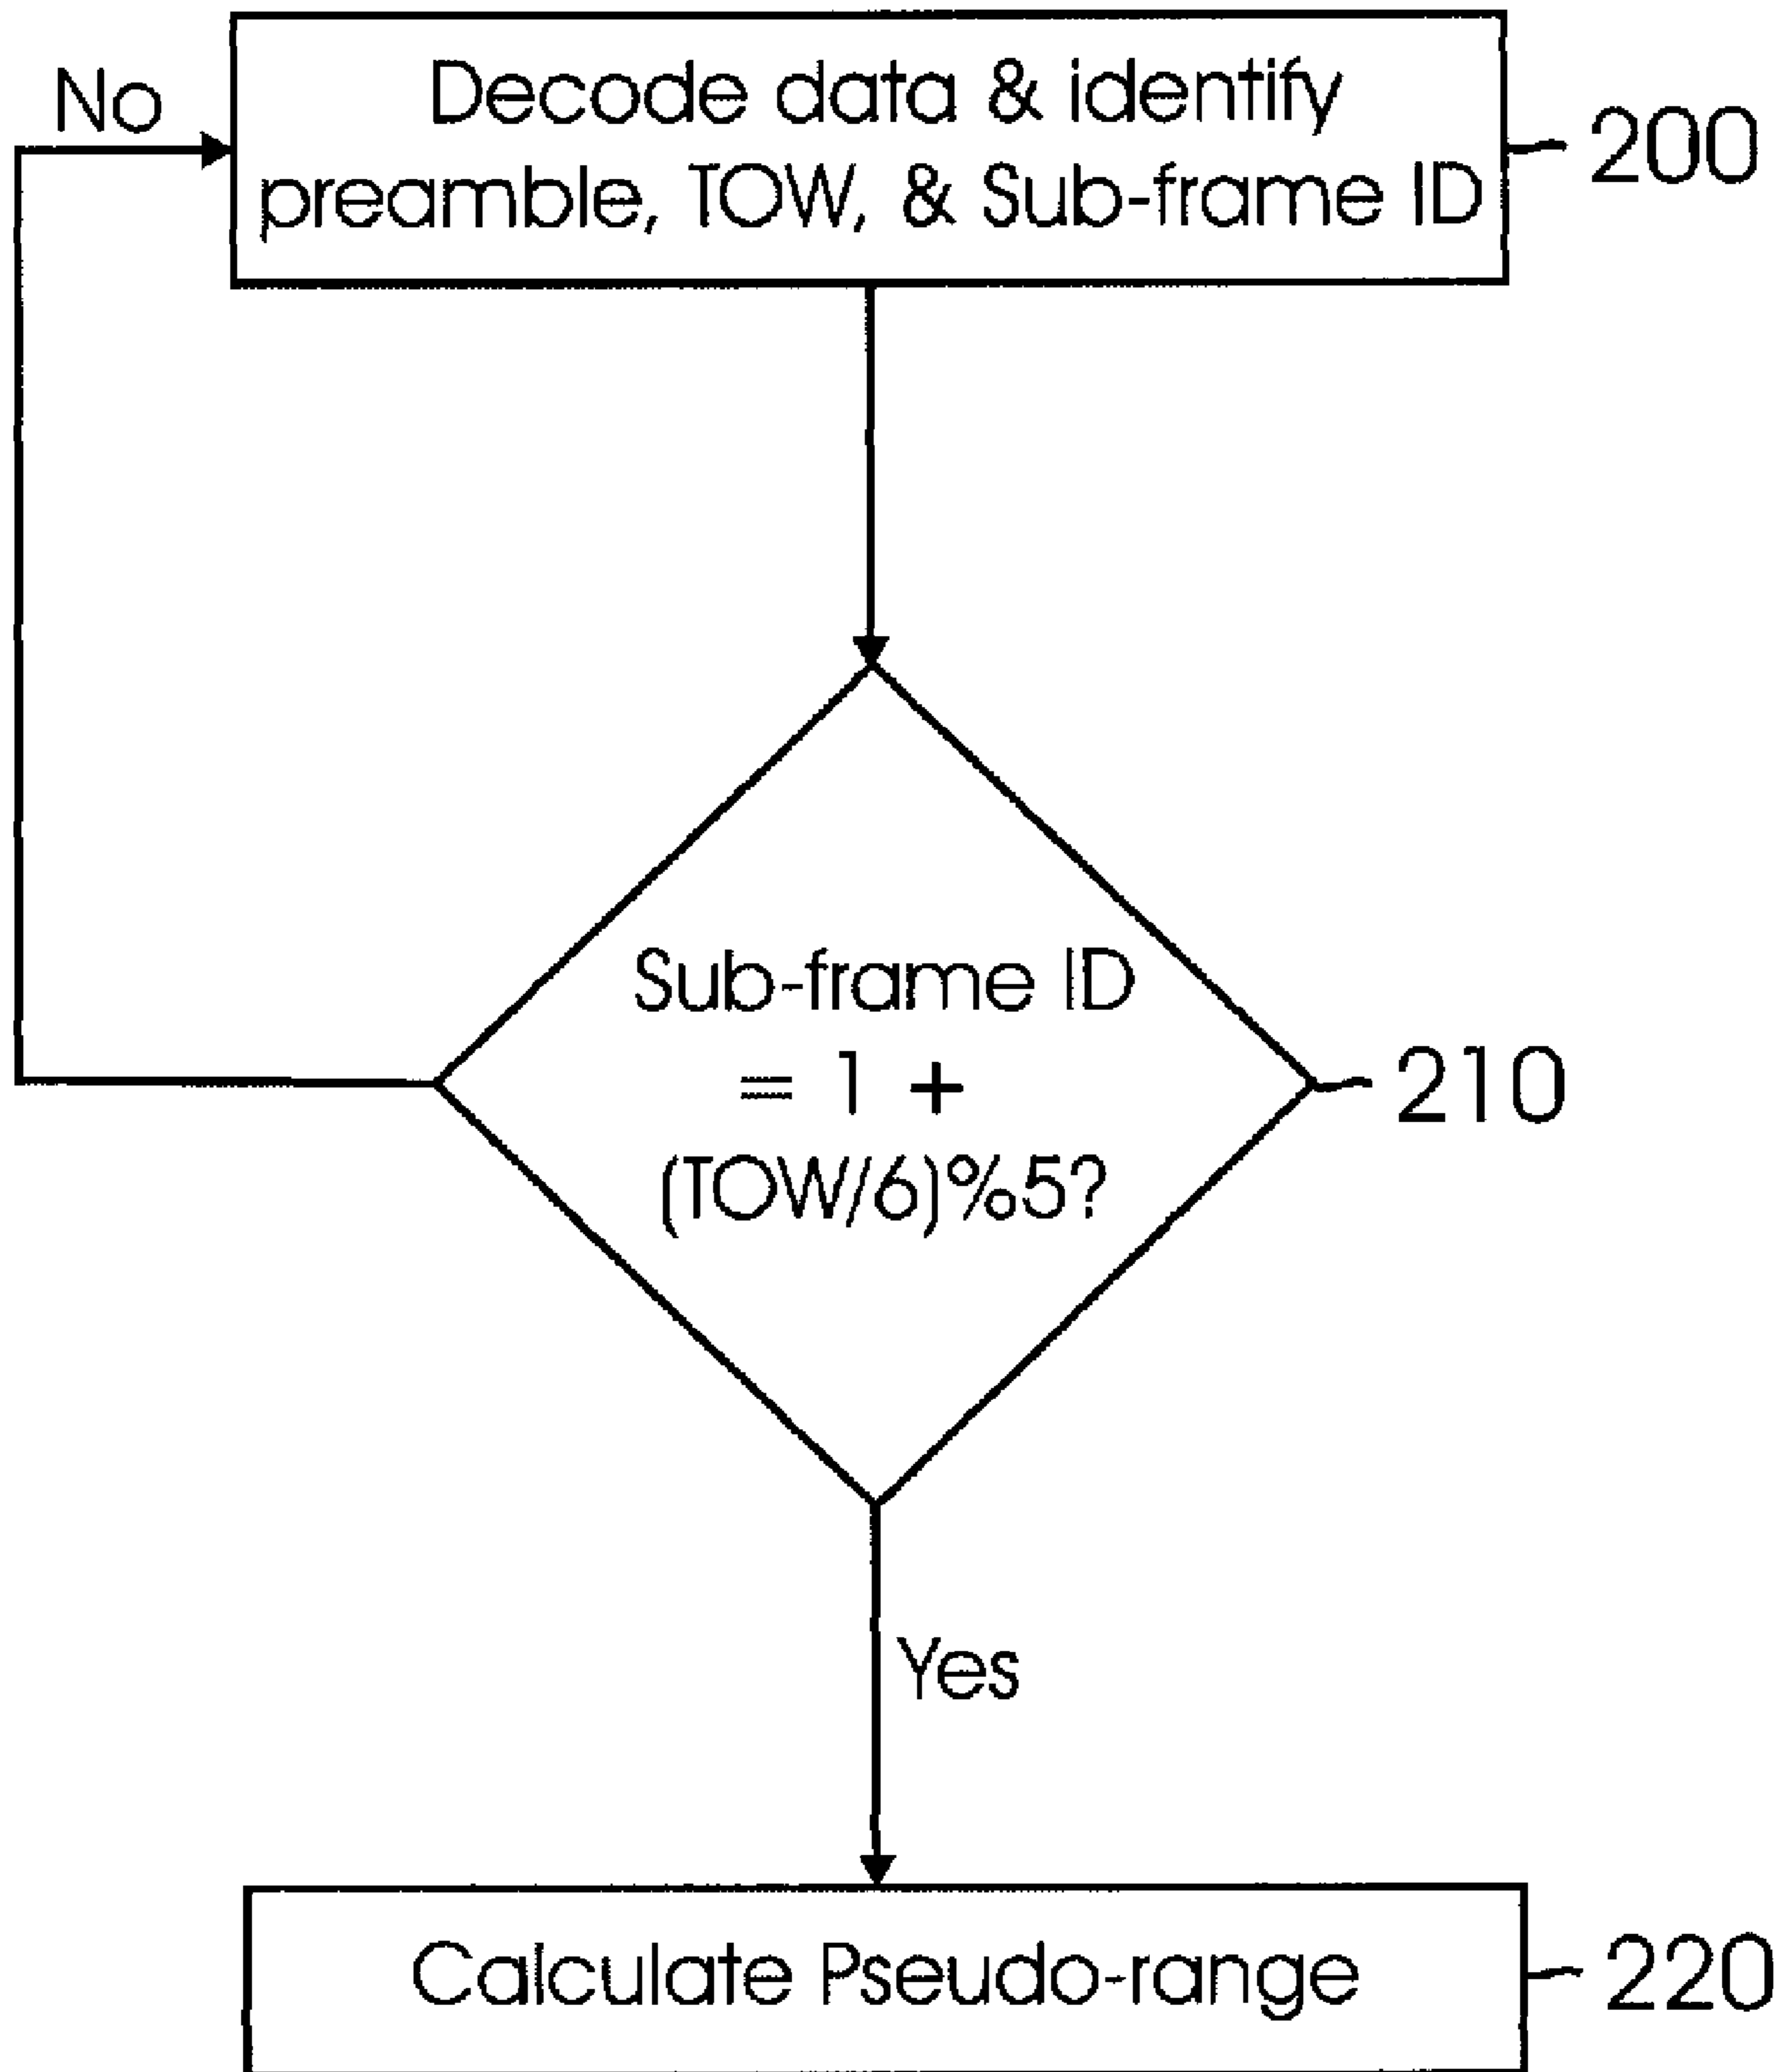 No
Decode data & identify
preamble, TOW, & Sub-frame ID
200
Sub-frame ID
= 1 +
(TOW/6)%5?
210
Yes
Calculate Pseudo-range
220